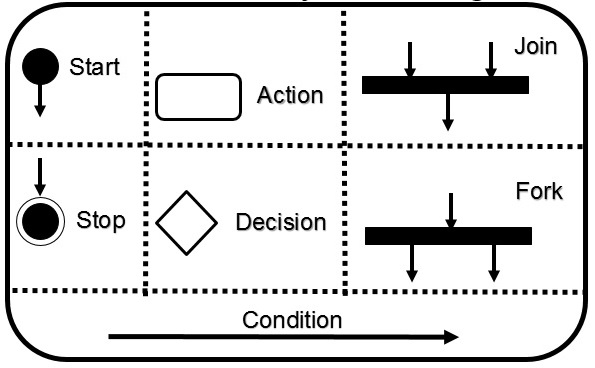 Start
Action
Join
Stop
Decision
Fork
Condition